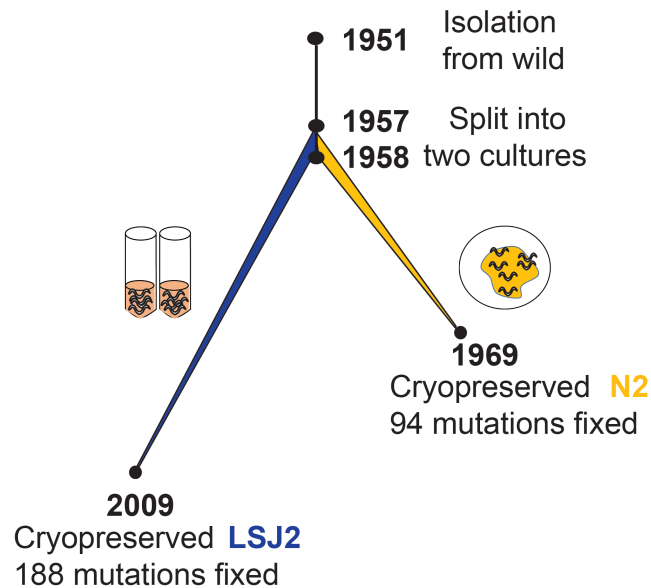 1951 Isolation
from wild
1957 Split into
1958 two cultures
1969
Cryopreserved N2
94 mutations fixed
2009
Cryopreserved LSJ2
188 mutations fixed